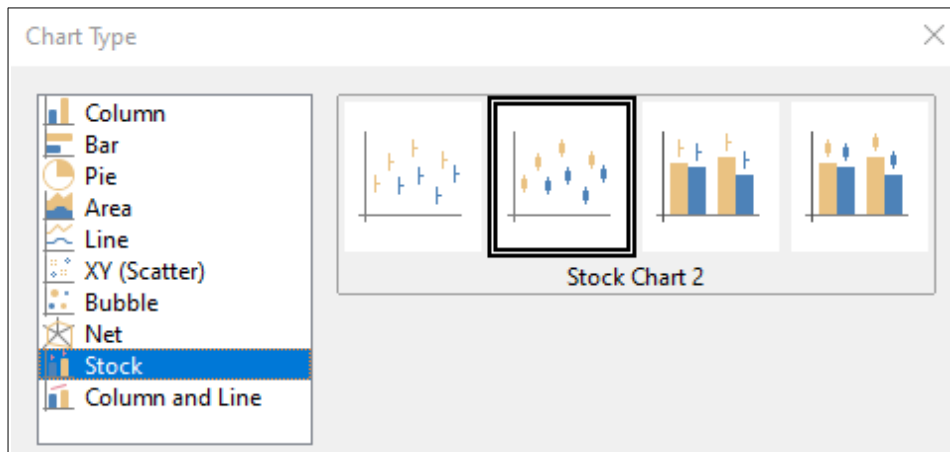 Chart Type
Column
Bar
Pie
Area
Line
XY (Scatter)
Bubble
Net
Stock
Column and Line
Stock Chart 2